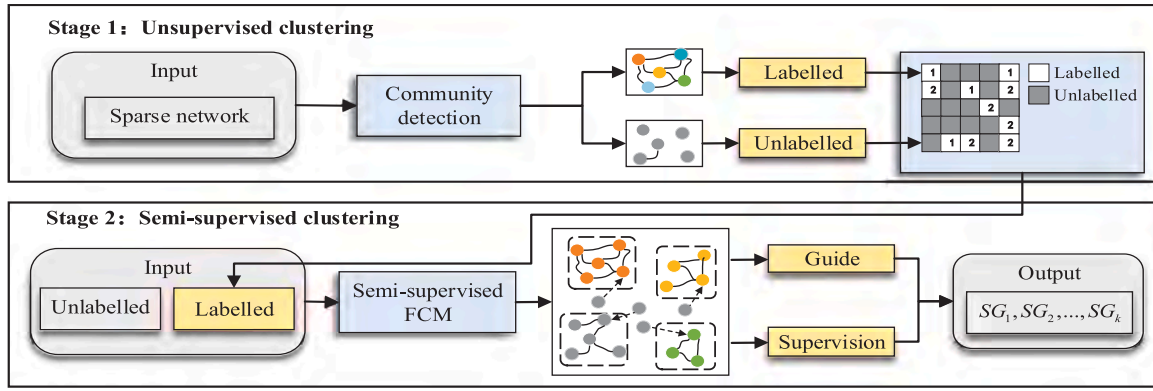 Stage 1: Unsupervised clustering
Input
Sparse network
Community
detection
Labelled
Unlabelled
1 1
2 1 2
2
2
1 2 2
Labelled
Unlabelled
Stage 2: Semi-supervised clustering
Input
Unlabelled
Labelled
Semi-supervised
FCM
Guide
Supervision
Output
SG₁, SG₂,..., SGₖ